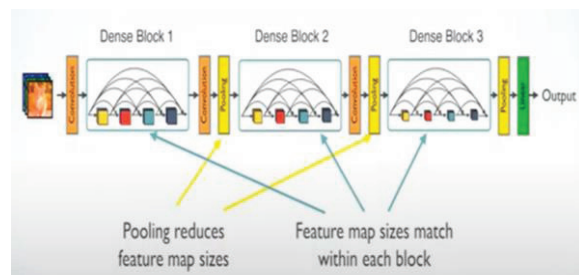 Dense Block 1
Dense Block 2
Dense Block 3
Convolution
Convolution
Pooling
Convolution
Pooling
Pooling
Linear
Output
Pooling reduces
feature map sizes
Feature map sizes match
within each block